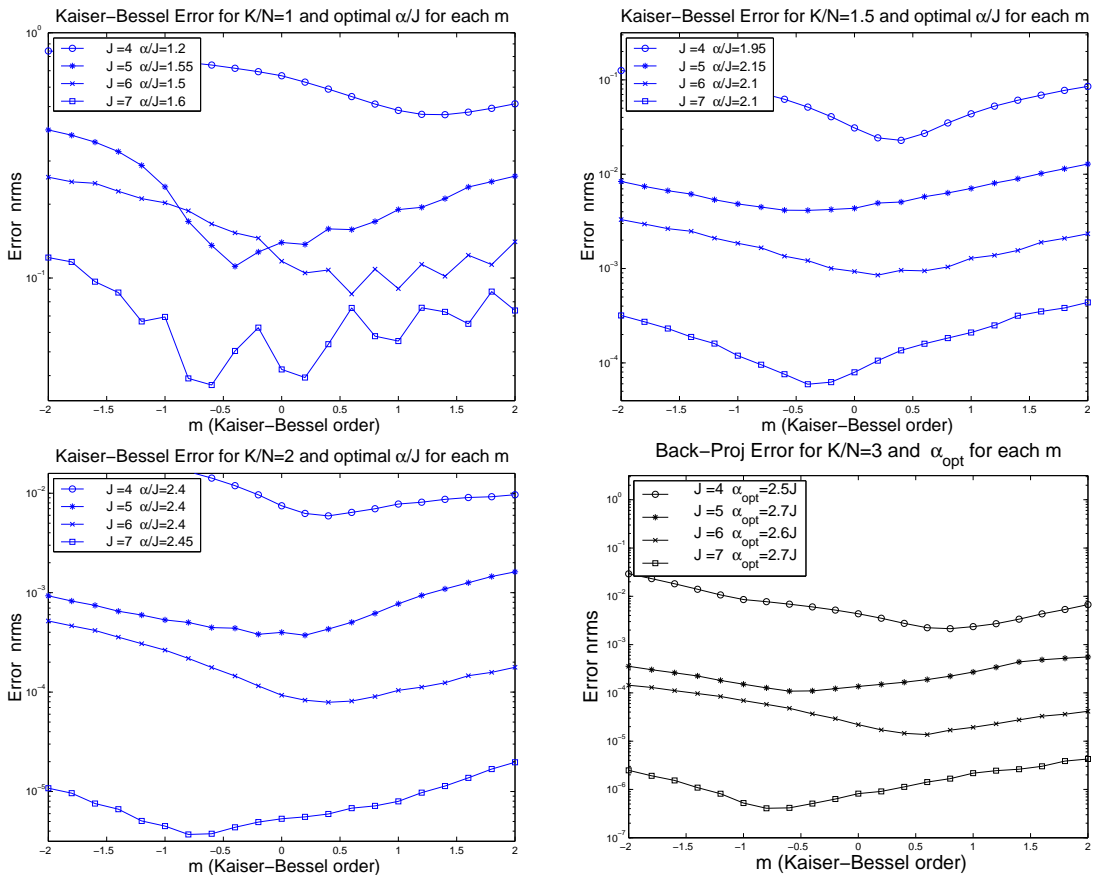 Kaiser−Bessel Error for K/N=1 and optimal α/J for each m
J =4 α/J=1.2
J =5 α/J=1.55
J =6 α/J=1.5
J =7 α/J=1.6
10^0
10^−1
Error nrms
−2 −1.5 −1 −0.5 0 0.5 1 1.5 2
m (Kaiser−Bessel order)
Kaiser−Bessel Error for K/N=1.5 and optimal α/J for each m
J =4 α/J=1.95
J =5 α/J=2.15
J =6 α/J=2.1
J =7 α/J=2.1
10^−1
10^−2
10^−3
10^−4
Error nrms
−2 −1.5 −1 −0.5 0 0.5 1 1.5 2
m (Kaiser−Bessel order)
Kaiser−Bessel Error for K/N=2 and optimal α/J for each m
J =4 α/J=2.4
J =5 α/J=2.4
J =6 α/J=2.4
J =7 α/J=2.45
10^−2
10^−3
10^−4
10^−5
Error nrms
−2 −1.5 −1 −0.5 0 0.5 1 1.5 2
m (Kaiser−Bessel order)
Back−Proj Error for K/N=3 and α_opt for each m
J =4 α_opt=2.5J
J =5 α_opt=2.7J
J =6 α_opt=2.6J
J =7 α_opt=2.7J
10^0
10^−1
10^−2
10^−3
10^−4
10^−5
10^−6
10^−7
Error nrms
−2 −1.5 −1 −0.5 0 0.5 1 1.5 2
m (Kaiser−Bessel order)